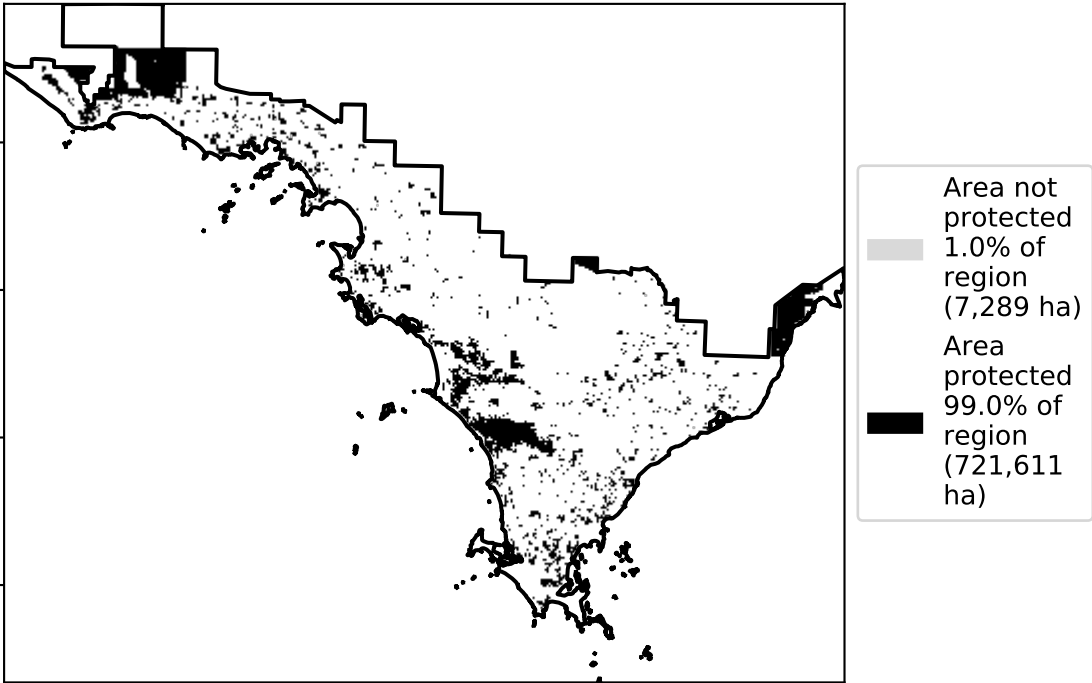 Area not
protected
1.0% of
region
(7,289 ha)
Area
protected
99.0% of
region
(721,611
ha)